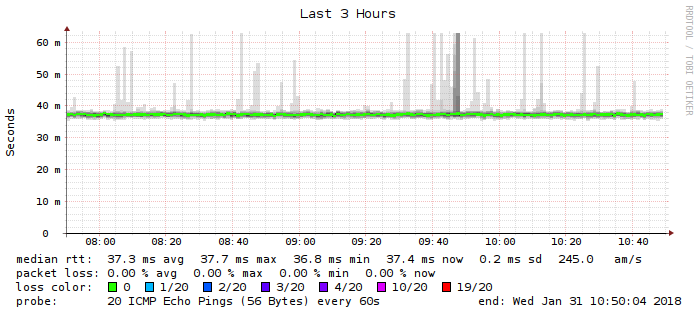 Last 3 Hours
RRDTOOL / TOBI OETIKER
Seconds
60 m
50 m
40 m
30 m
20 m
10 m
0
08:00 08:20 08:40 09:00 09:20 09:40 10:00 10:20 10:40
median rtt: 37.3 ms avg 37.7 ms max 36.8 ms min 37.4 ms now 0.2 ms sd 245.0 am/s
packet loss: 0.00 % avg 0.00 % max 0.00 % min 0.00 % now
loss color: 0 1/20 2/20 3/20 4/20 10/20 19/20
probe: 20 ICMP Echo Pings (56 Bytes) every 60s end: Wed Jan 31 10:50:04 2018